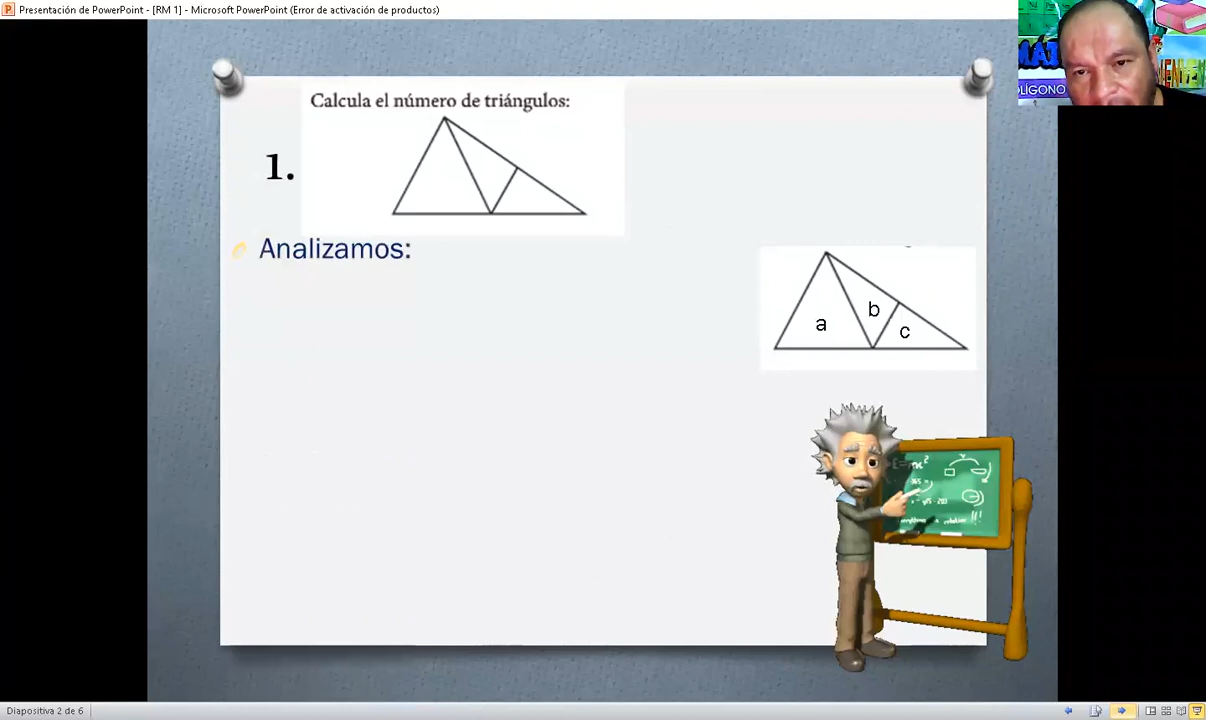 Presentación de PowerPoint - [RM 1] - Microsoft PowerPoint (Error de activación de productos)
OLÍGONO
Calcula el número de triángulos:
1.
Analizamos:
a
b
c
Diapositiva 2 de 6